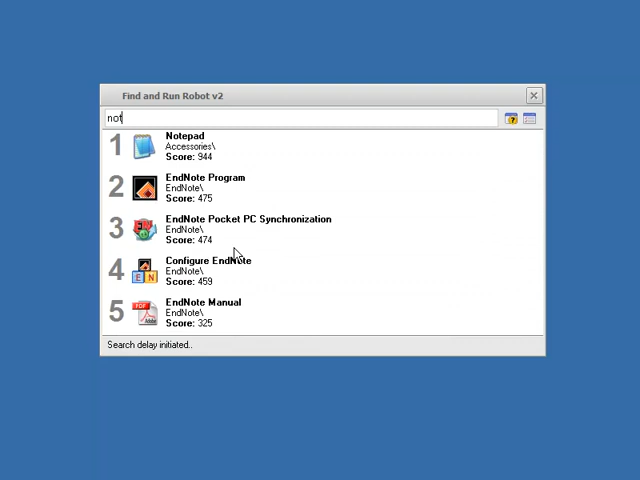 Find and Run Robot v2
not
1
Notepad
Accessories\
Score: 944
2
EndNote Program
EndNote\
Score: 475
3
EndNote Pocket PC Synchronization
EndNote\
Score: 474
4
Configure EndNote
EndNote\
Score: 459
5
EndNote Manual
EndNote\
Score: 325
Search delay initiated..